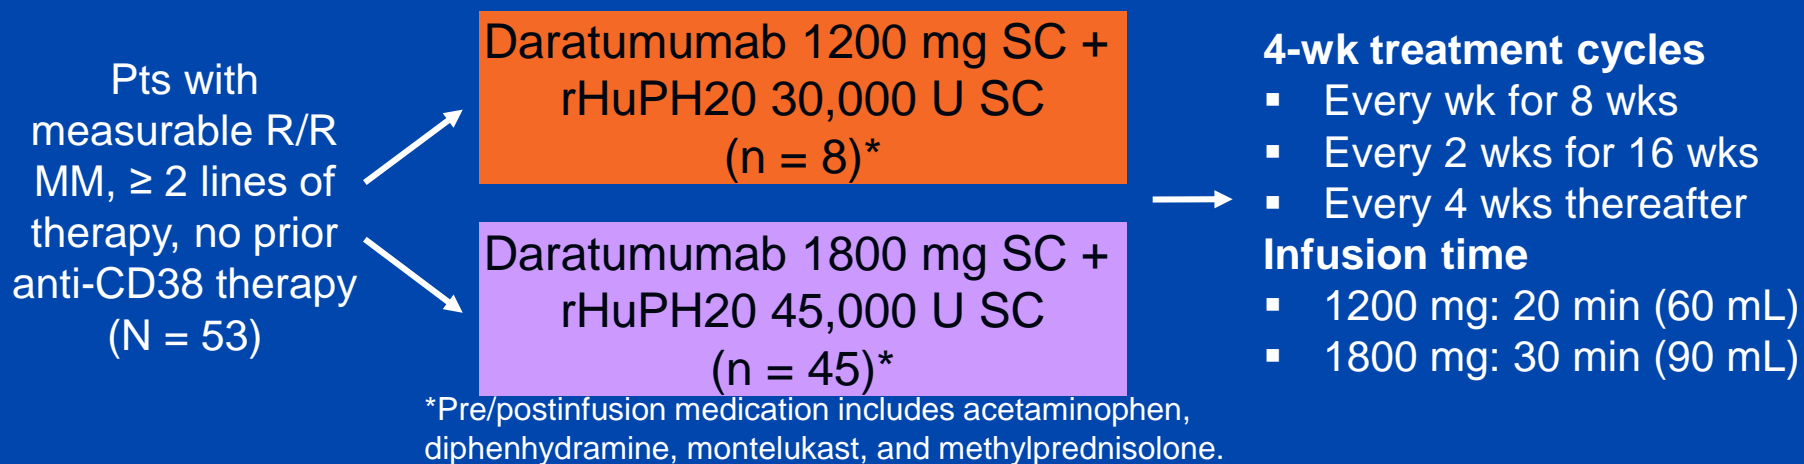 Pts with
measurable R/R
MM, ≥ 2 lines of
therapy, no prior
anti-CD38 therapy
(N = 53)
Daratumumab 1200 mg SC +
rHuPH20 30,000 U SC
(n = 8)*
Daratumumab 1800 mg SC +
rHuPH20 45,000 U SC
(n = 45)*
*Pre/postinfusion medication includes acetaminophen,
diphenhydramine, montelukast, and methylprednisolone.
4-wk treatment cycles
▪ Every wk for 8 wks
▪ Every 2 wks for 16 wks
▪ Every 4 wks thereafter
Infusion time
▪ 1200 mg: 20 min (60 mL)
▪ 1800 mg: 30 min (90 mL)